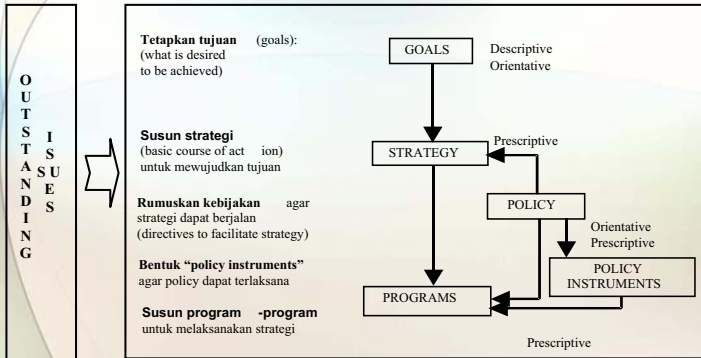 OUTSTANDING
ISSUES
Tetapkan tujuan (goals):
(what is desired
to be achieved)
Susun strategi
(basic course of act ion)
untuk mewujudkan tujuan
Rumuskan kebijakan agar
strategi dapat berjalan
(directives to facilitate strategy)
Bentuk “policy instruments”
agar policy dapat terlaksana
Susun program -program
untuk melaksanakan strategi
GOALS
Descriptive
Orientative
Prescriptive
STRATEGY
POLICY
Orientative
Prescriptive
POLICY
INSTRUMENTS
PROGRAMS
Prescriptive